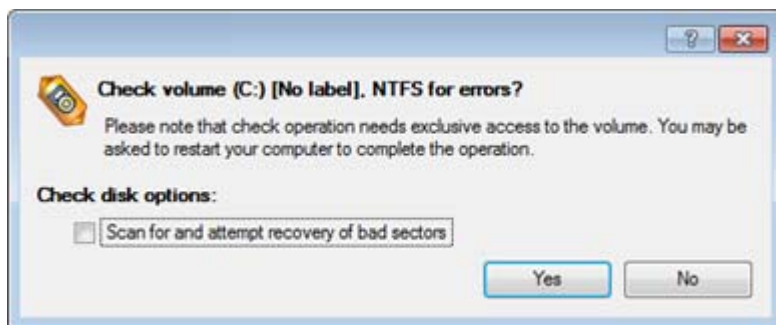 Check volume (C:) [No label], NTFS for errors?
Please note that check operation needs exclusive access to the volume. You may be
asked to restart your computer to complete the operation.
Check disk options:
Scan for and attempt recovery of bad sectors
Yes No